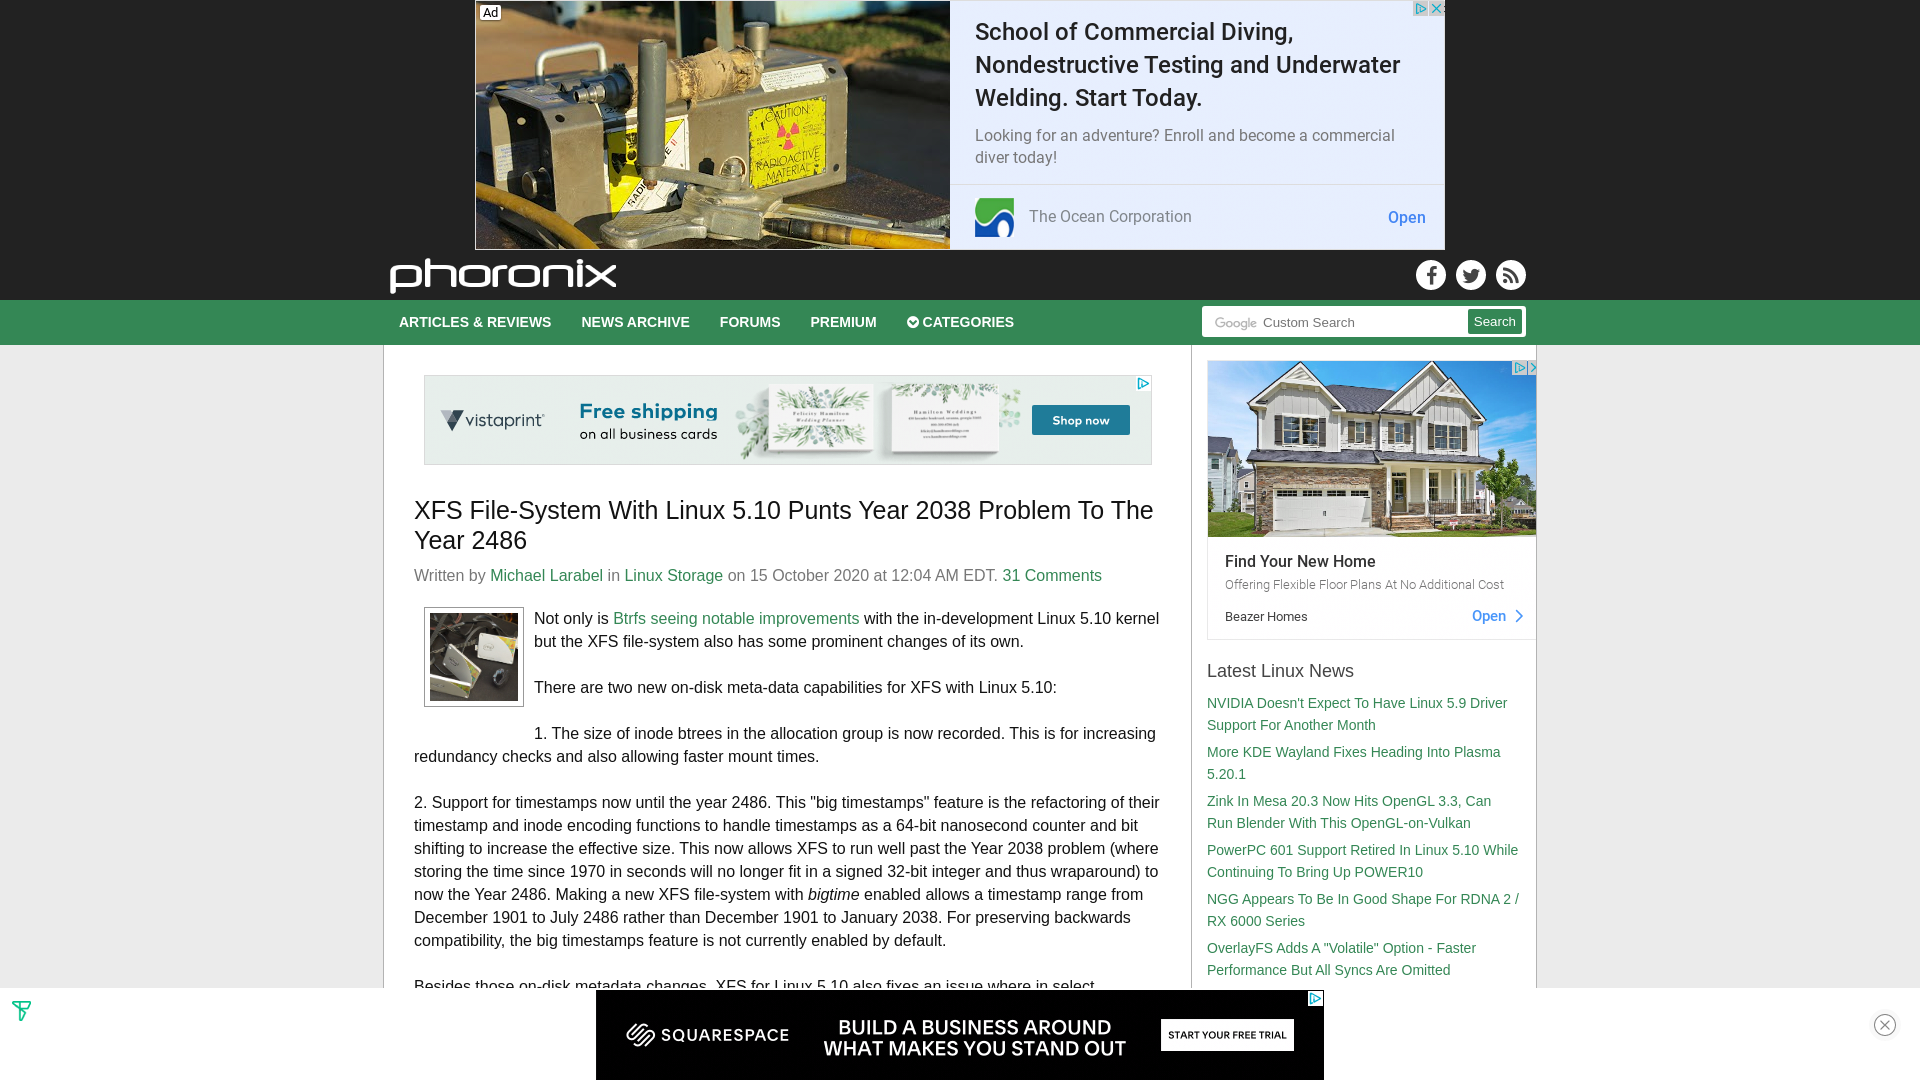 Ad
School of Commercial Diving,
Nondestructive Testing and Underwater
Welding. Start Today.
Looking for an adventure? Enroll and become a commercial
diver today!
The Ocean Corporation
Open
CAUTION
RADIOACTIVE
MATERIAL
phoronix
ARTICLES & REVIEWS
NEWS ARCHIVE
FORUMS
PREMIUM
CATEGORIES
Google Custom Search
Search
vistaprint
Free shipping
on all business cards
Felicity Hamilton
Wedding Planner
Hamilton Weddings
Shop now
XFS File-System With Linux 5.10 Punts Year 2038 Problem To The
Year 2486
Written by Michael Larabel in Linux Storage on 15 October 2020 at 12:04 AM EDT. 31 Comments
Not only is Btrfs seeing notable improvements with the in-development Linux 5.10 kernel
but the XFS file-system also has some prominent changes of its own.
There are two new on-disk meta-data capabilities for XFS with Linux 5.10:
1. The size of inode btrees in the allocation group is now recorded. This is for increasing
redundancy checks and also allowing faster mount times.
2. Support for timestamps now until the year 2486. This "big timestamps" feature is the refactoring of their
timestamp and inode encoding functions to handle timestamps as a 64-bit nanosecond counter and bit
shifting to increase the effective size. This now allows XFS to run well past the Year 2038 problem (where
storing the time since 1970 in seconds will no longer fit in a signed 32-bit integer and thus wraparound) to
now the Year 2486. Making a new XFS file-system with bigtime enabled allows a timestamp range from
December 1901 to July 2486 rather than December 1901 to January 2038. For preserving backwards
compatibility, the big timestamps feature is not currently enabled by default.
Besides those on-disk metadata changes, XFS for Linux 5.10 also fixes an issue where in select
Find Your New Home
Offering Flexible Floor Plans At No Additional Cost
Beazer Homes
Open
Latest Linux News
NVIDIA Doesn't Expect To Have Linux 5.9 Driver
Support For Another Month
More KDE Wayland Fixes Heading Into Plasma
5.20.1
Zink In Mesa 20.3 Now Hits OpenGL 3.3, Can
Run Blender With This OpenGL-on-Vulkan
PowerPC 601 Support Retired In Linux 5.10 While
Continuing To Bring Up POWER10
NGG Appears To Be In Good Shape For RDNA 2 /
RX 6000 Series
OverlayFS Adds A "Volatile" Option - Faster
Performance But All Syncs Are Omitted
SQUARESPACE
BUILD A BUSINESS AROUND
WHAT MAKES YOU STAND OUT
START YOUR FREE TRIAL